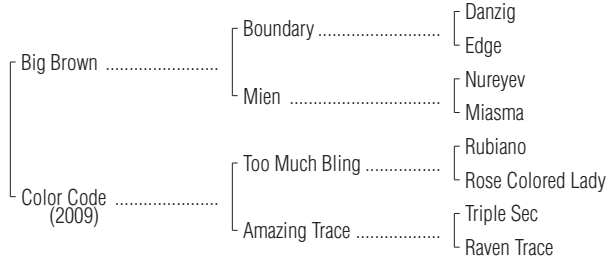 Danzig
Boundary ........................
Edge
Big Brown ......................
Nureyev
Mien ................................
Miasma
Rubiano
Too Much Bling ................
Rose Colored Lady
Color Code ....................
(2009)
Triple Sec
Amazing Trace ..................
Raven Trace